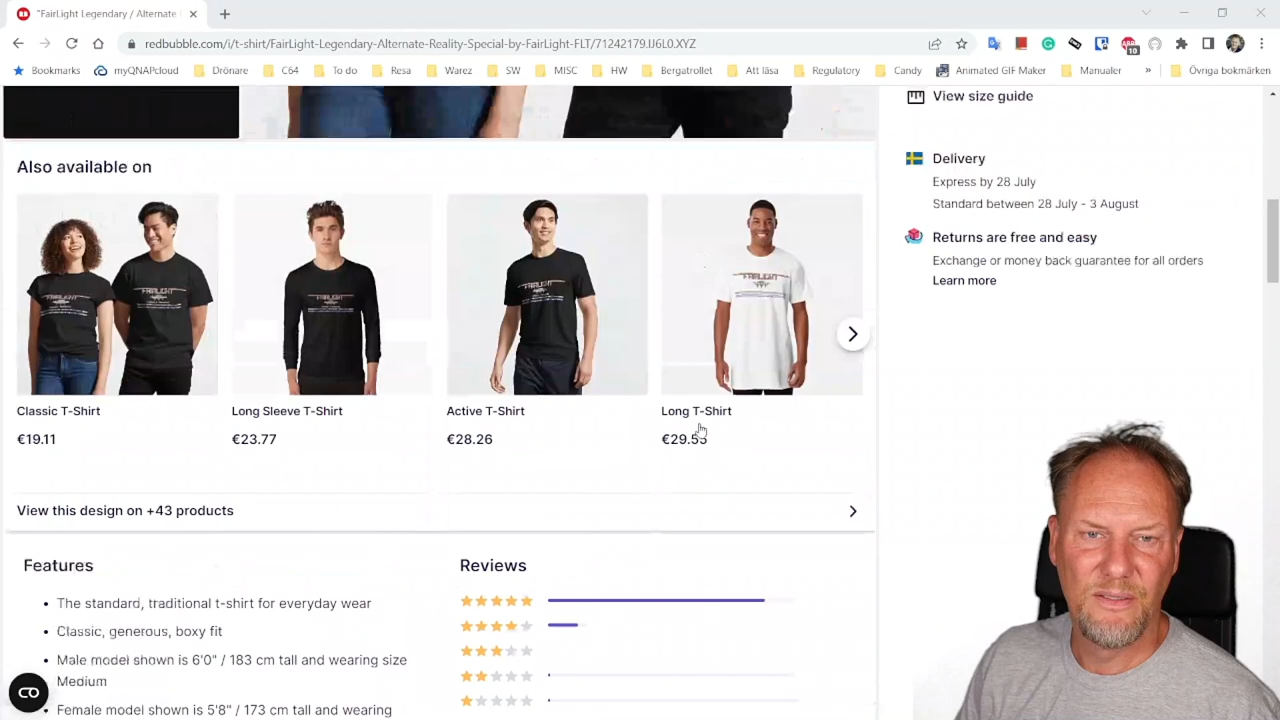 "FairLight Legendary / Alternate
redbubble.com/i/t-shirt/FairLight-Legendary-Alternate-Reality-Special-by-FairLight-FLT/71242179.IJ6L0.XYZ
10
Bookmarks myQNAPcloud Drönare C64 To do Resa Warez SW MISC HW Bergatrollet Att läsa Regulatory Candy Animated GIF Maker Manualer » Övriga bokmärken
View size guide
Also available on
Delivery
Express by 28 July
Standard between 28 July - 3 August
Returns are free and easy
Exchange or money back guarantee for all orders
Learn more
FAIRLIGHT
FAIRLIGHT
FAIRLIGHT
FAIRLIGHT
Classic T-Shirt Long Sleeve T-Shirt Active T-Shirt Long T-Shirt
€19.11 €23.77 €28.26
View this design on +43 products
Features Reviews
The standard, traditional t-shirt for everyday wear
Classic, generous, boxy fit
Male model shown is 6'0" / 183 cm tall and wearing size
Medium
Female model shown is 5'8" / 173 cm tall and wearing